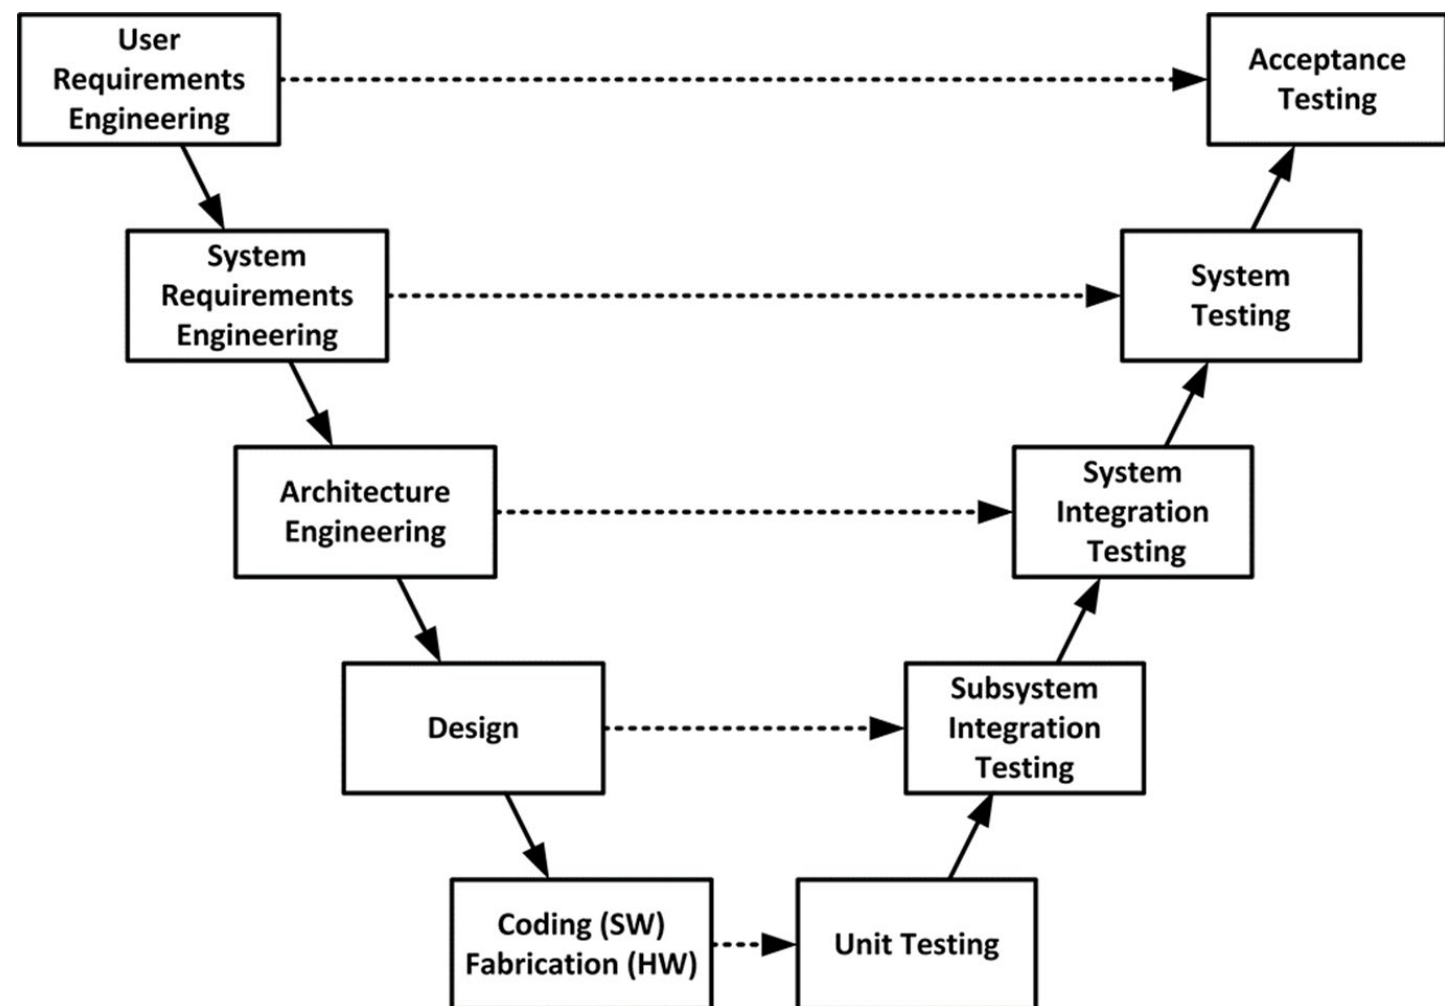 User
Requirements
Engineering
Acceptance
Testing
System
Requirements
Engineering
System
Testing
Architecture
Engineering
System
Integration
Testing
Design
Subsystem
Integration
Testing
Coding (SW)
Fabrication (HW)
Unit Testing